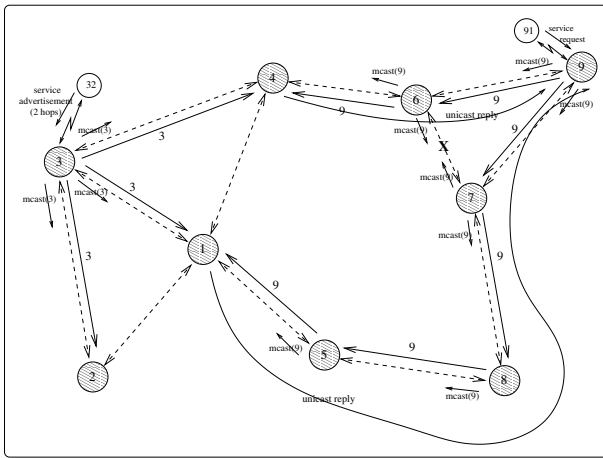 91
service
request
mcast(9)
9
4
mcast(9)
32
service
advertisement
(2 hops)
mcast(3)
6
9
9
mcast(9)
unicast reply
mcast(9)
9
3
X
3
mcast(9)
mcast(3)
mcast(3)
3
7
mcast(9)
1
3
9
9
mcast(9)
5
9
2
8
unicast reply
mcast(9)